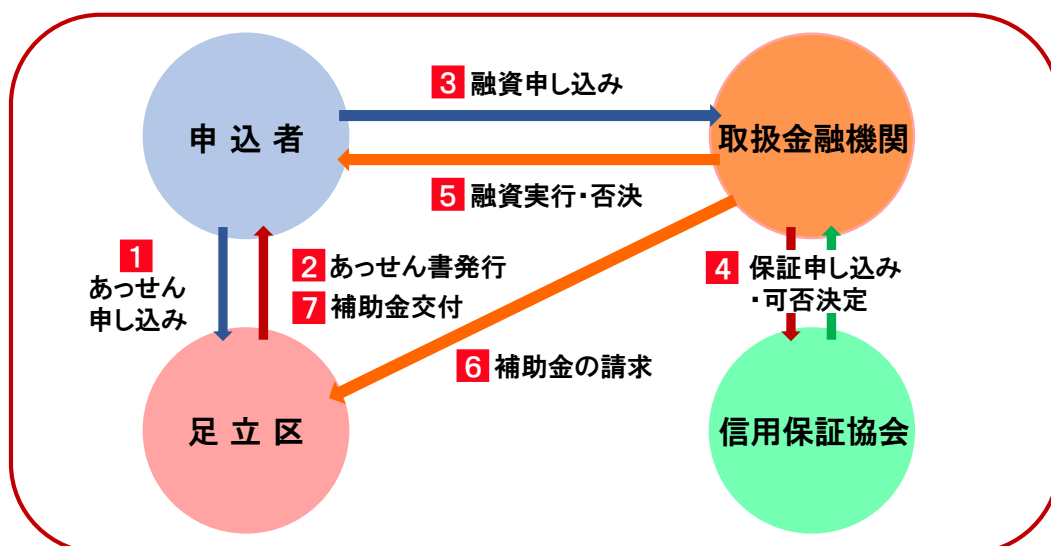 3 融資申し込み
申 込 者
取扱金融機関
5 融資実行・否決
1
あっせん
申し込み
2 あっせん書発行
7 補助金交付
4 保証申し込み
・可否決定
6 補助金の請求
足 立 区
信用保証協会